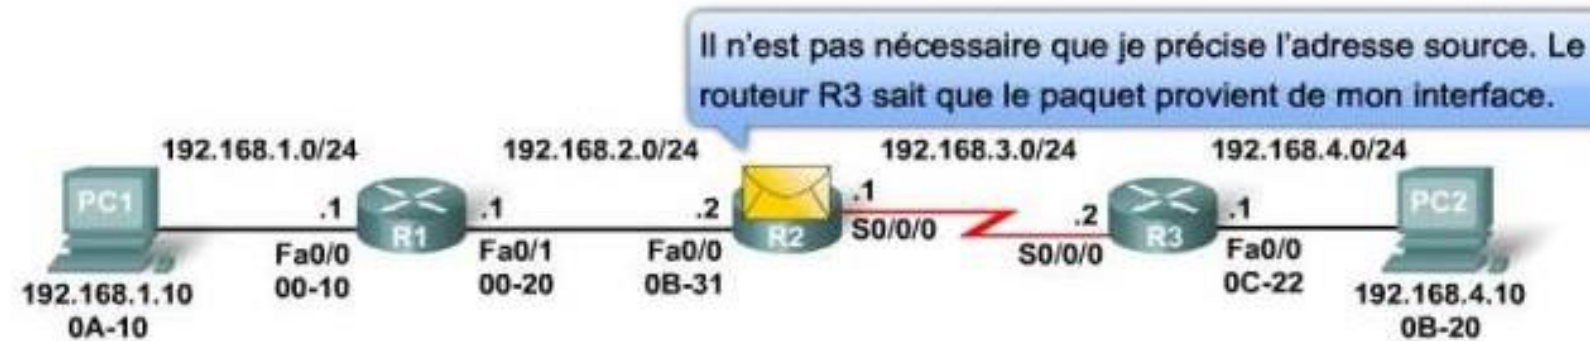 Il n'est pas nécessaire que je précise l'adresse source. Le
routeur R3 sait que le paquet provient de mon interface.
192.168.1.0/24 192.168.2.0/24 192.168.3.0/24 192.168.4.0/24
PC1 .1 R1 .1 .2 R2 .1 S0/0/0 .2 S0/0/0 R3 .1 PC2
Fa0/0 Fa0/1 Fa0/0 Fa0/0
192.168.1.10 00-10 00-20 0B-31 0C-22 192.168.4.10
0A-10 0B-20